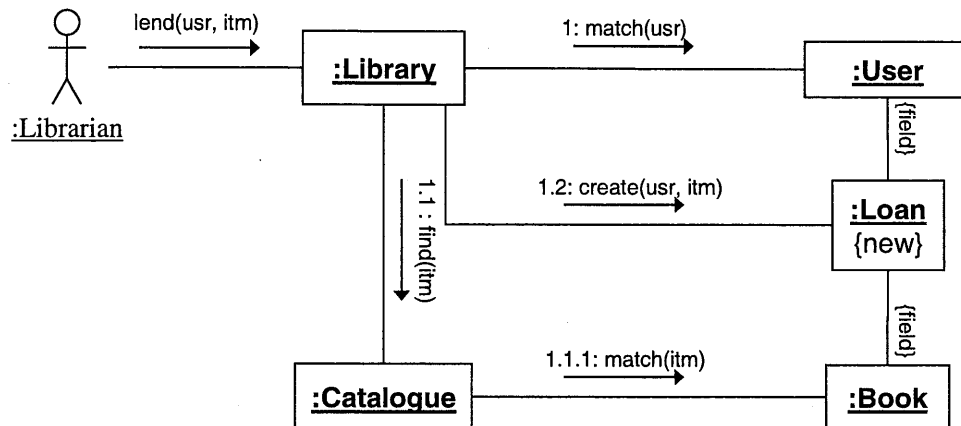 lend(usr, itm)
1: match(usr)
:Library
:User
:Librarian
{field}
1.1 : find(itm)
1.2: create(usr, itm)
:Loan
{new}
{field}
1.1.1: match(itm)
:Catalogue
:Book